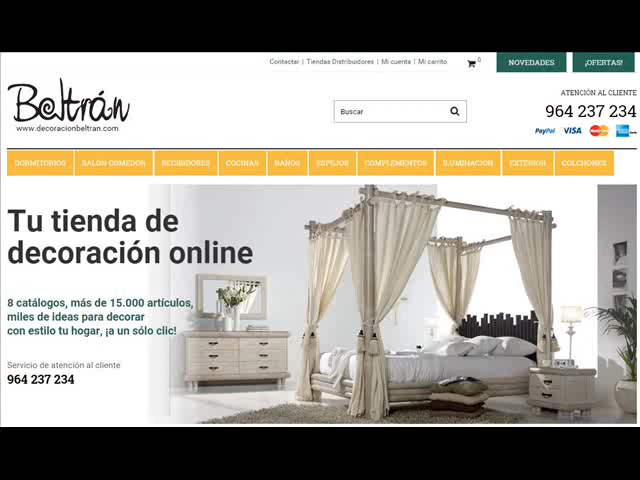 Contactar | Tiendas Distribuidores | Mi cuenta | Mi carrito 0 NOVEDADES ¡OFERTAS!
Beltrán
www.decoracionbeltran.com
Buscar
ATENCIÓN AL CLIENTE
964 237 234
PayPal VISA
DORMITORIOS SALÓN COMEDOR RECIBIDORES COCINAS BAÑOS ESPEJOS COMPLEMENTOS ILUMINACION EXTERIOR COLCHONES
Tu tienda de
decoración online
8 catálogos, más de 15.000 artículos,
miles de ideas para decorar
con estilo tu hogar, ¡a un sólo clic!
Servicio de atención al cliente
964 237 234